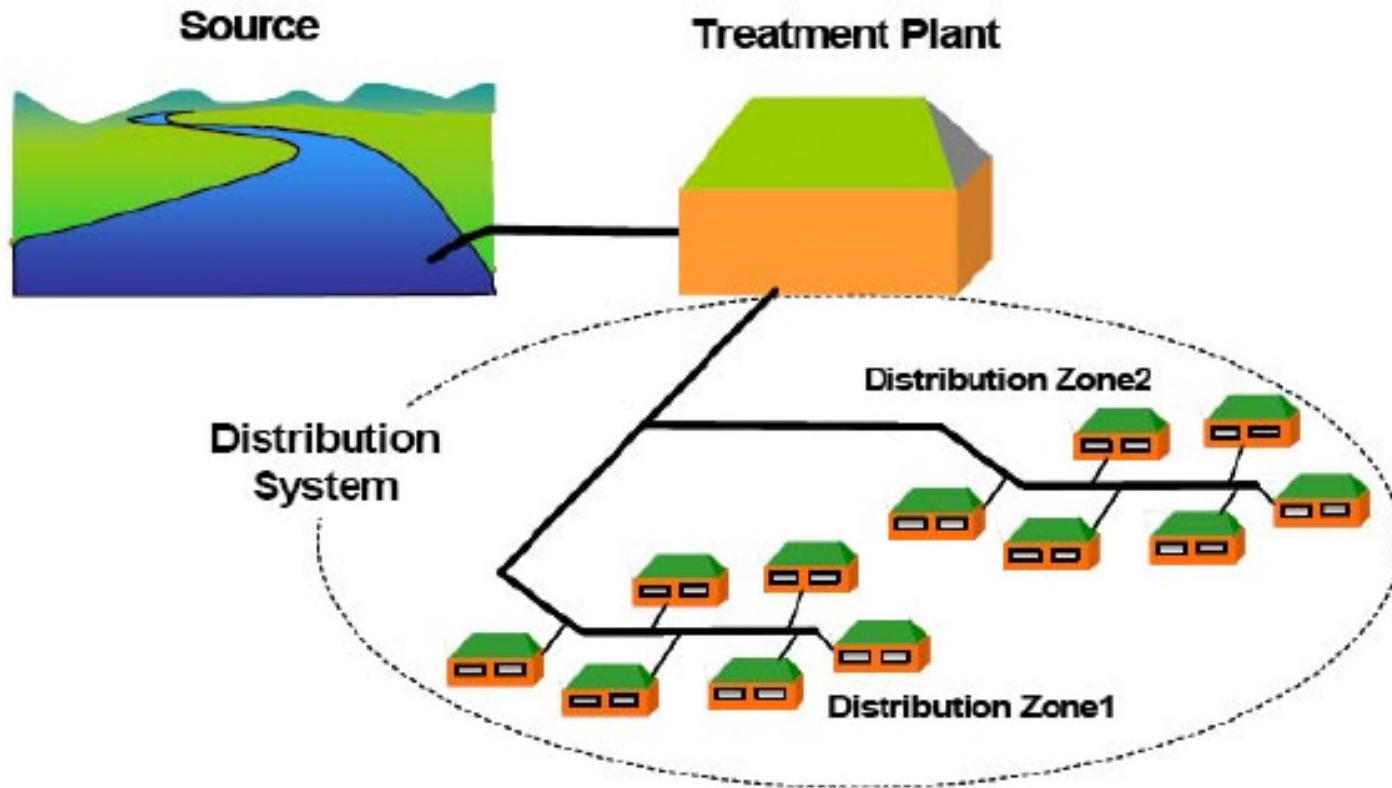 Source
Treatment Plant
Distribution Zone2
Distribution
System
Distribution Zone1